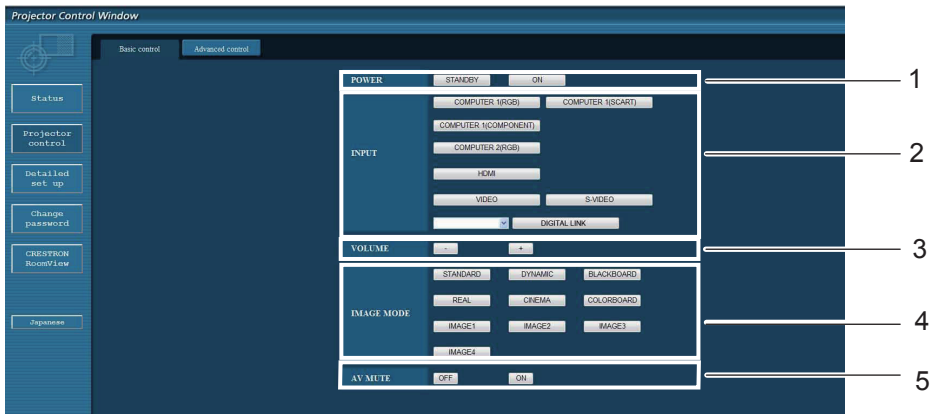 Projector Control Window
Basic control
Advanced control
Status
Projector
control
Detailed
set up
Change
password
CRESTRON
RoomView
Japanese
POWER STANDBY ON
1
INPUT
COMPUTER 1(RGB) COMPUTER 1(SCART)
COMPUTER 1(COMPONENT)
COMPUTER 2(RGB)
HDMI
VIDEO S-VIDEO
DIGITAL LINK
2
VOLUME - +
3
IMAGE MODE
STANDARD DYNAMIC BLACKBOARD
REAL CINEMA COLORBOARD
IMAGE1 IMAGE2 IMAGE3
IMAGE4
4
AV MUTE OFF ON
5